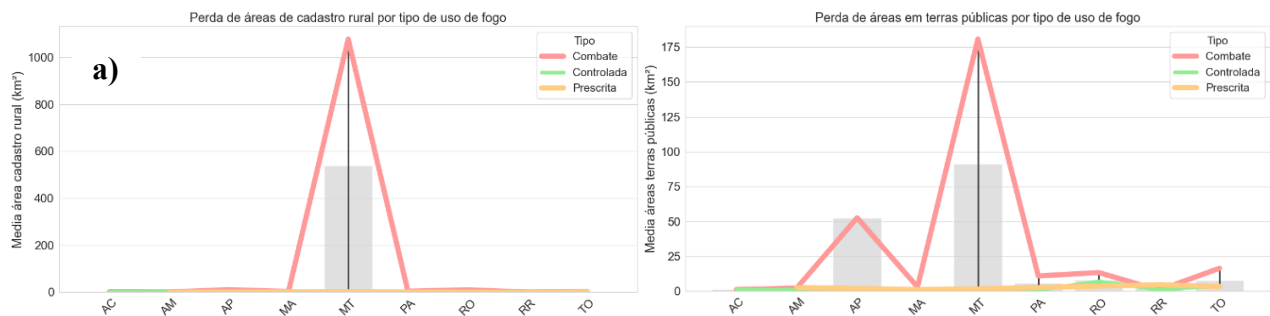 Perda de áreas de cadastro rural por tipo de uso de fogo
a)
Media área cadastro rural (km²)
1000
800
600
400
200
0
AC
AM
AP
MA
MT
PA
RO
RR
TO
Tipo
Combate
Controlada
Prescrita
Perda de áreas em terras públicas por tipo de uso de fogo
Media áreas terras públicas (km²)
175
150
125
100
75
50
25
0
AC
AM
AP
MA
MT
PA
RO
RR
TO
Tipo
Combate
Controlada
Prescrita